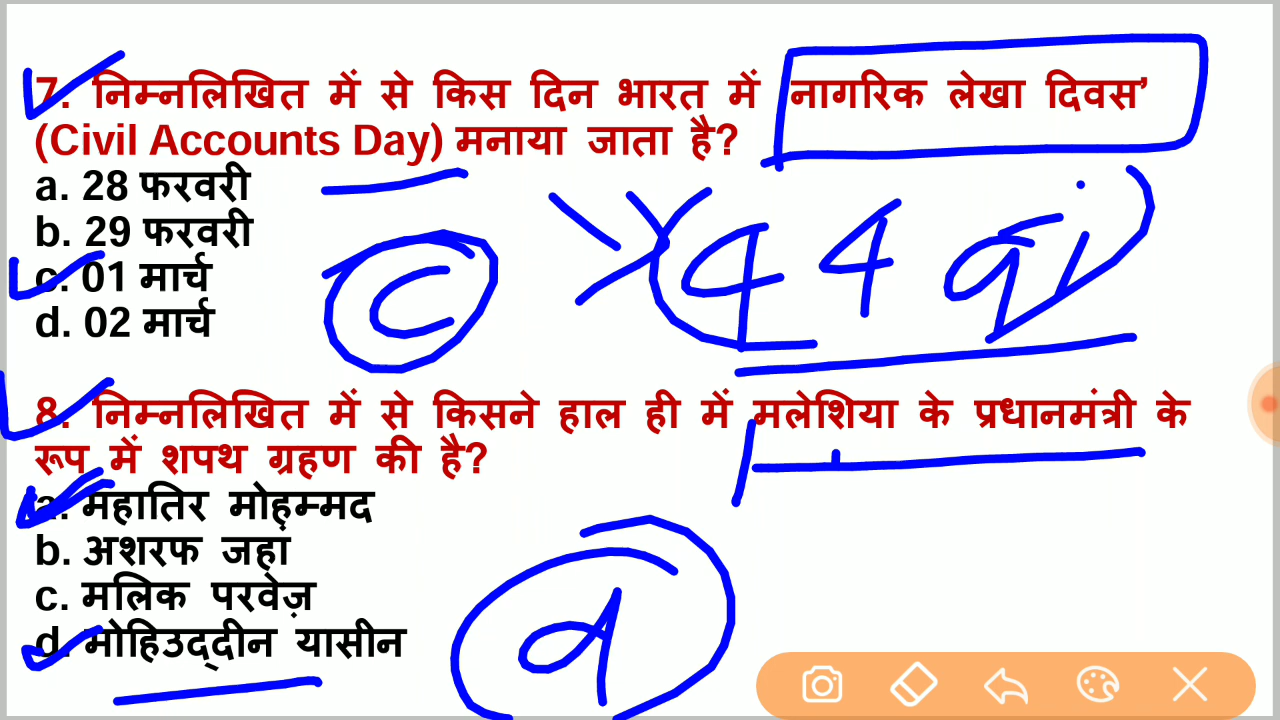 7. निम्नलिखित में से किस दिन भारत में नागरिक लेखा दिवस’
(Civil Accounts Day) मनाया जाता है?
a. 28 फरवरी
b. 29 फरवरी
c. 01 मार्च
d. 02 मार्च
C
44 वां
8. निम्नलिखित में से किसने हाल ही में मलेशिया के प्रधानमंत्री के
रूप में शपथ ग्रहण की है?
a. महातिर मोहम्मद
b. अशरफ जहां
c. मलिक परवेज़
d. मोहिउद्दीन यासीन
d